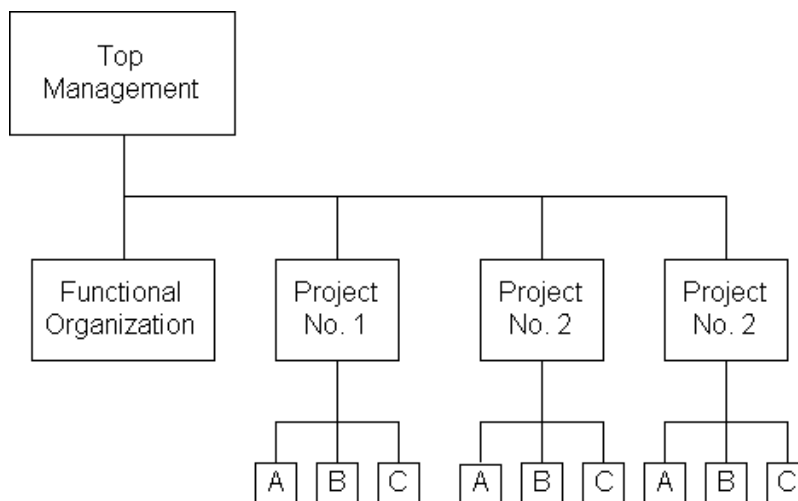 Top
Management
Functional
Organization
Project
No. 1
Project
No. 2
Project
No. 2
A
B
C
A
B
C
A
B
C